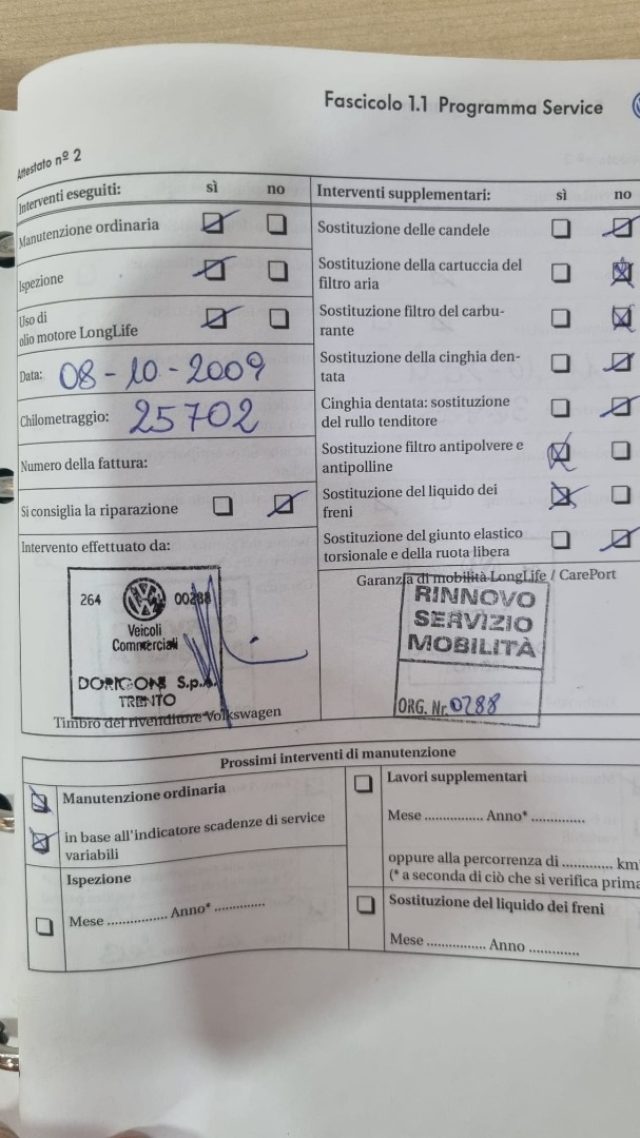 Fascicolo 1.1 Programma Service
Attestato nº 2
Interventi eseguiti: sì no
Manutenzione ordinaria
Ispezione
Uso di
olio motore LongLife
Data: 08-10-2009
Chilometraggio: 25702
Numero della fattura:
Si consiglia la riparazione
Intervento effettuato da:
264 00288
Veicoli
Commerciali
DORIGONI S.p.A.
TRENTO
Timbro del rivenditore Volkswagen
Interventi supplementari: sì no
Sostituzione delle candele
Sostituzione della cartuccia del
filtro aria
Sostituzione filtro del carbu-
rante
Sostituzione della cinghia den-
tata
Cinghia dentata: sostituzione
del rullo tenditore
Sostituzione filtro antipolvere e
antipolline
Sostituzione del liquido dei
freni
Sostituzione del giunto elastico
torsionale e della ruota libera
Garanzia di mobilità LongLife / CarePort
RINNOVO
SERVIZIO
MOBILITÀ
ORG. Nr. 0288
Prossimi interventi di manutenzione
Manutenzione ordinaria
in base all'indicatore scadenze di service
variabili
Ispezione
Mese ................ Anno* .............
Lavori supplementari
Mese ............... Anno* ..............
oppure alla percorrenza di ............. km
(* a seconda di ciò che si verifica prima
Sostituzione del liquido dei freni
Mese ............... Anno .............